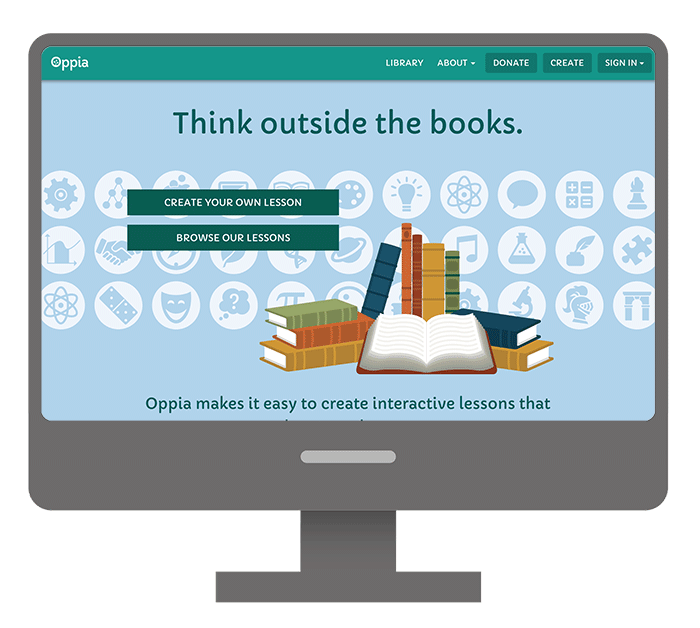 Oppia
LIBRARY ABOUT DONATE CREATE SIGN IN
Think outside the books.
CREATE YOUR OWN LESSON
BROWSE OUR LESSONS
Oppia makes it easy to create interactive lessons that